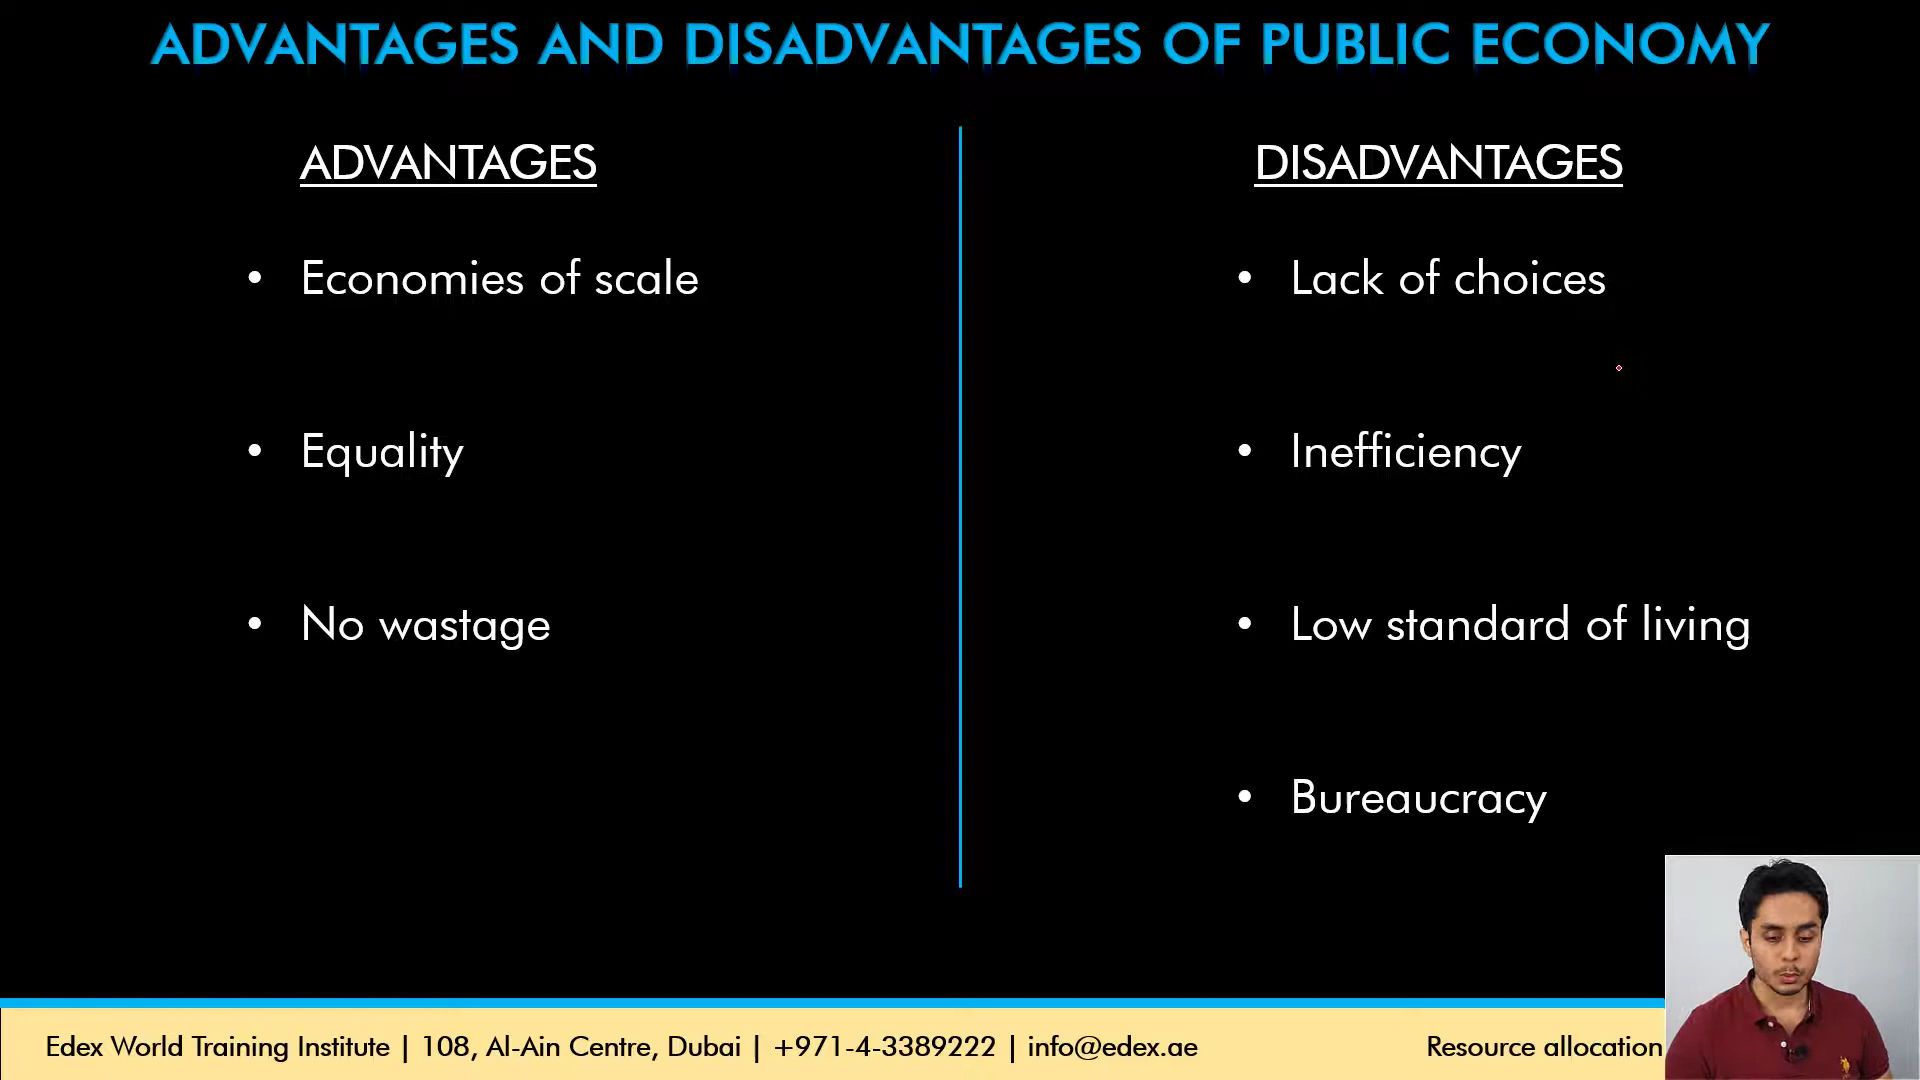 ADVANTAGES AND DISADVANTAGES OF PUBLIC ECONOMY
ADVANTAGES
• Economies of scale
• Equality
• No wastage
DISADVANTAGES
• Lack of choices
• Inefficiency
• Low standard of living
• Bureaucracy
Edex World Training Institute | 108, Al-Ain Centre, Dubai | +971-4-3389222 | info@edex.ae
Resource allocation